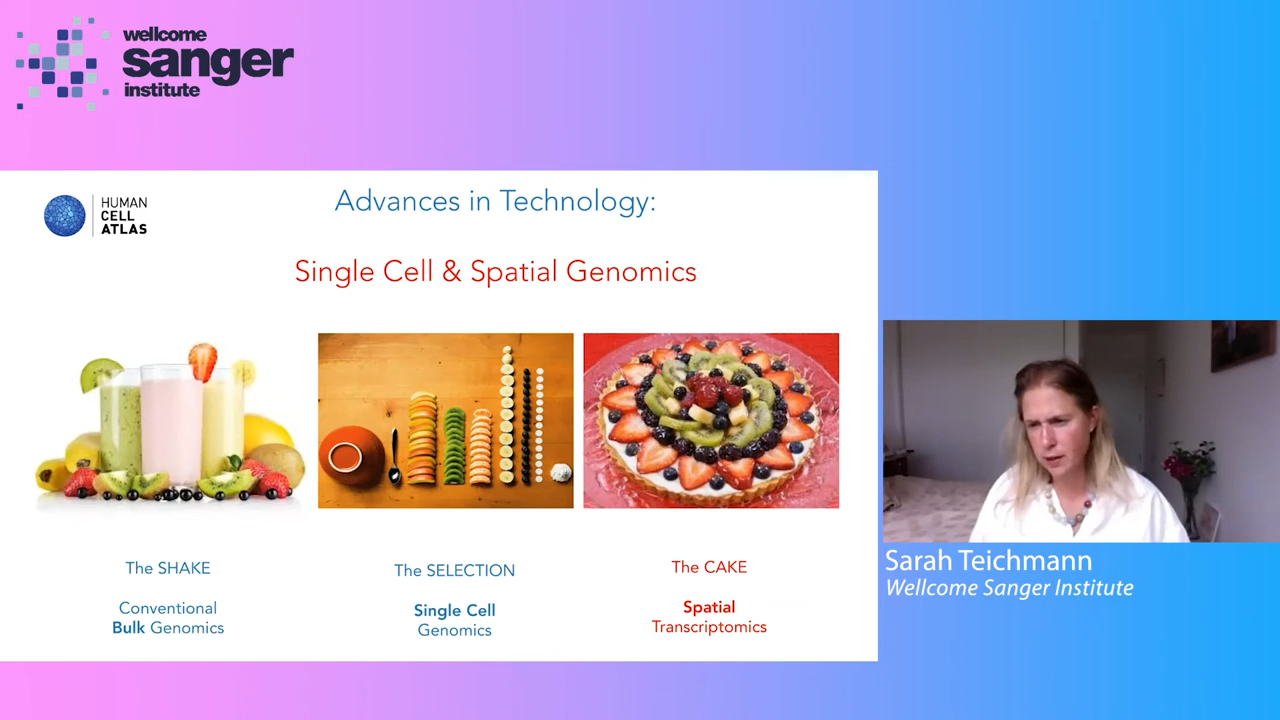 wellcome
sanger
institute
HUMAN
CELL
ATLAS
Advances in Technology:
Single Cell & Spatial Genomics
The SHAKE
Conventional
Bulk Genomics
The SELECTION
Single Cell
Genomics
The CAKE
Spatial
Transcriptomics
Sarah Teichmann
Wellcome Sanger Institute